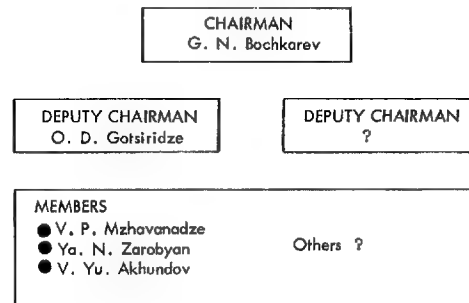 CHAIRMAN
G. N. Bochkarev
DEPUTY CHAIRMAN
O. D. Gotsiridze
DEPUTY CHAIRMAN
?
MEMBERS
● V. P. Mzhavanadze
● Ya. N. Zarobyan
● V. Yu. Akhundov
Others ?